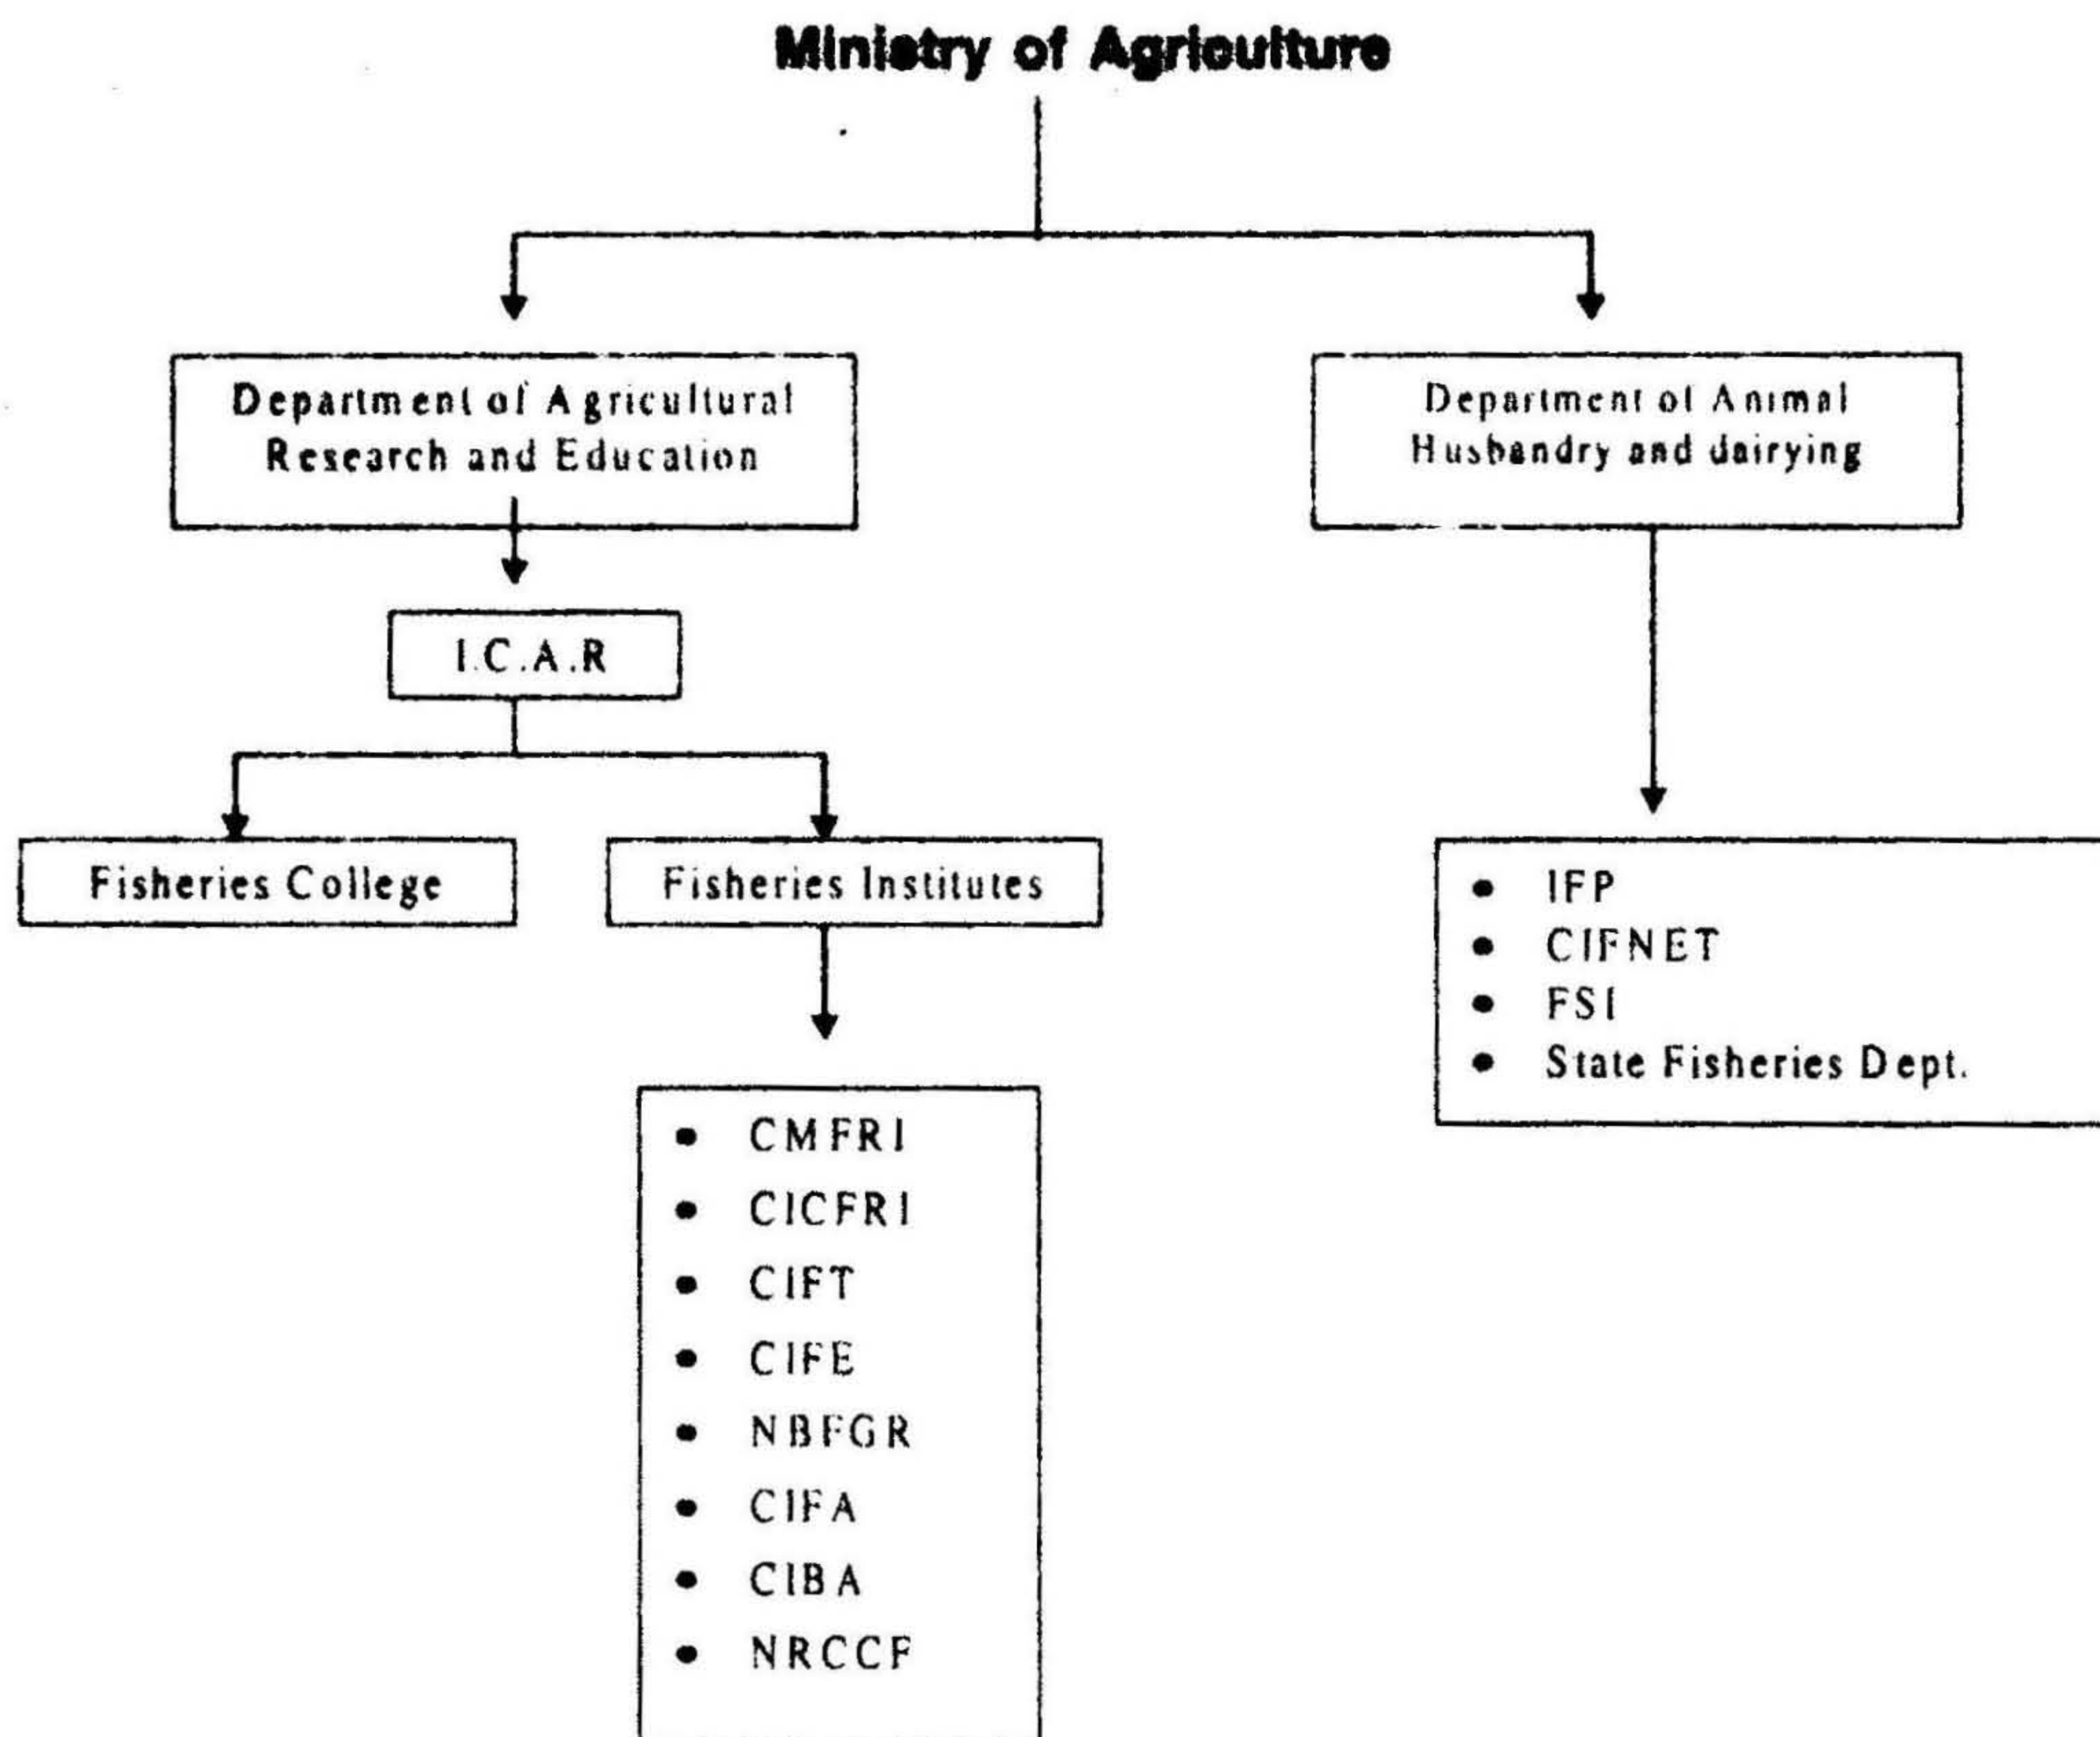 Ministry of Agriculture
Department of Agricultural
Research and Education
Department of Animal
Husbandry and dairying
I.C.A.R
Fisheries College
Fisheries Institutes
• IFP
• CIFNET
• FSI
• State Fisheries Dept.
• CMFRI
• CICFRI
• CIFT
• CIFE
• NBFGR
• CIFA
• CIBA
• NRCCF